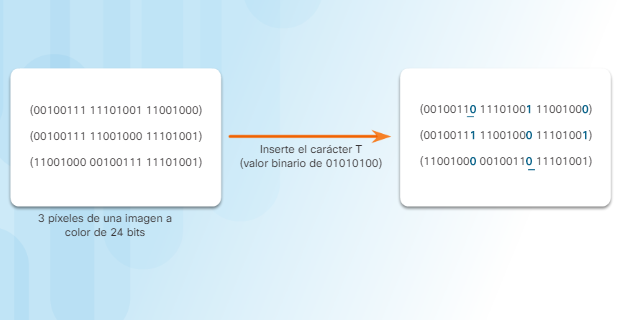 (00100111 11101001 11001000)
(00100111 11001000 11101001)
(11001000 00100111 11101001)
3 píxeles de una imagen a
color de 24 bits
Inserte el carácter T
(valor binario de 01010100)
(00100110 11101001 11001000)
(00100111 11001000 11101001)
(11001000 00100110 11101001)